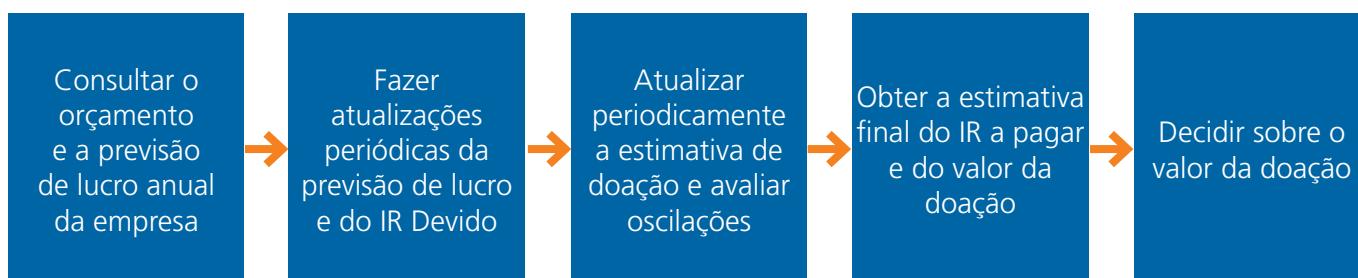 Consultar o
orçamento
e a previsão
de lucro anual
da empresa
Fazer
atualizações
periódicas da
previsão de lucro
e do IR Devido
Atualizar
periodicamente
a estimativa de
doação e avaliar
oscilações
Obter a estimativa
final do IR a pagar
e do valor da
doação
Decidir sobre o
valor da doação